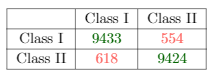 Class I Class II
Class I 9433 554
Class II 618 9424